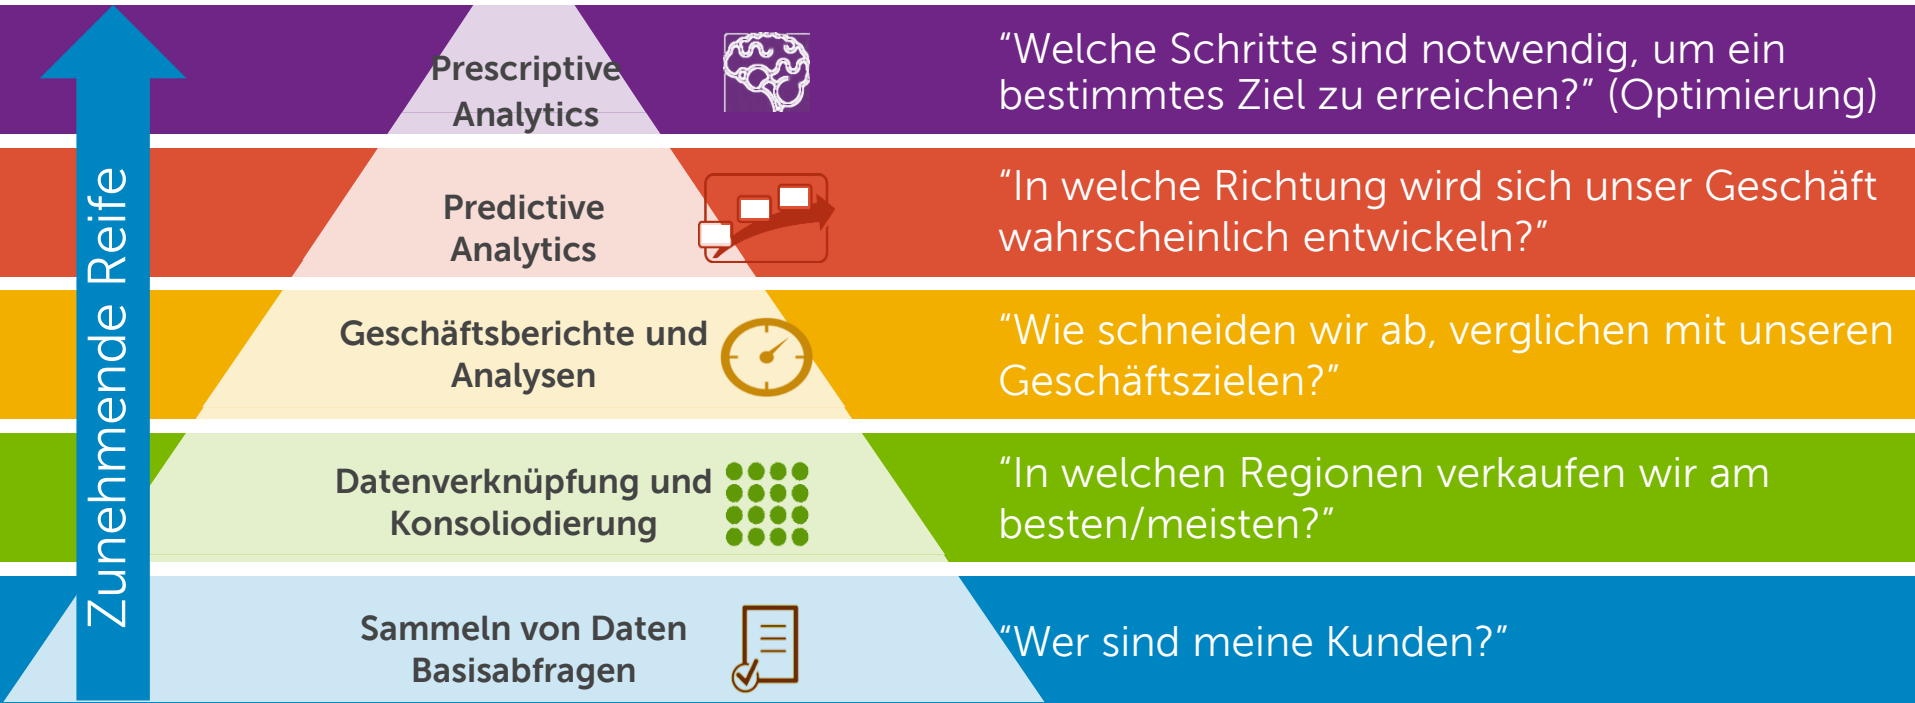 Zunehmende Reife
Prescriptive
Analytics
“Welche Schritte sind notwendig, um ein
bestimmtes Ziel zu erreichen?” (Optimierung)
Predictive
Analytics
“In welche Richtung wird sich unser Geschäft
wahrscheinlich entwickeln?”
Geschäftsberichte und
Analysen
“Wie schneiden wir ab, verglichen mit unseren
Geschäftszielen?”
Datenverknüpfung und
Konsoliodierung
“In welchen Regionen verkaufen wir am
besten/meisten?”
Sammeln von Daten
Basisabfragen
“Wer sind meine Kunden?”